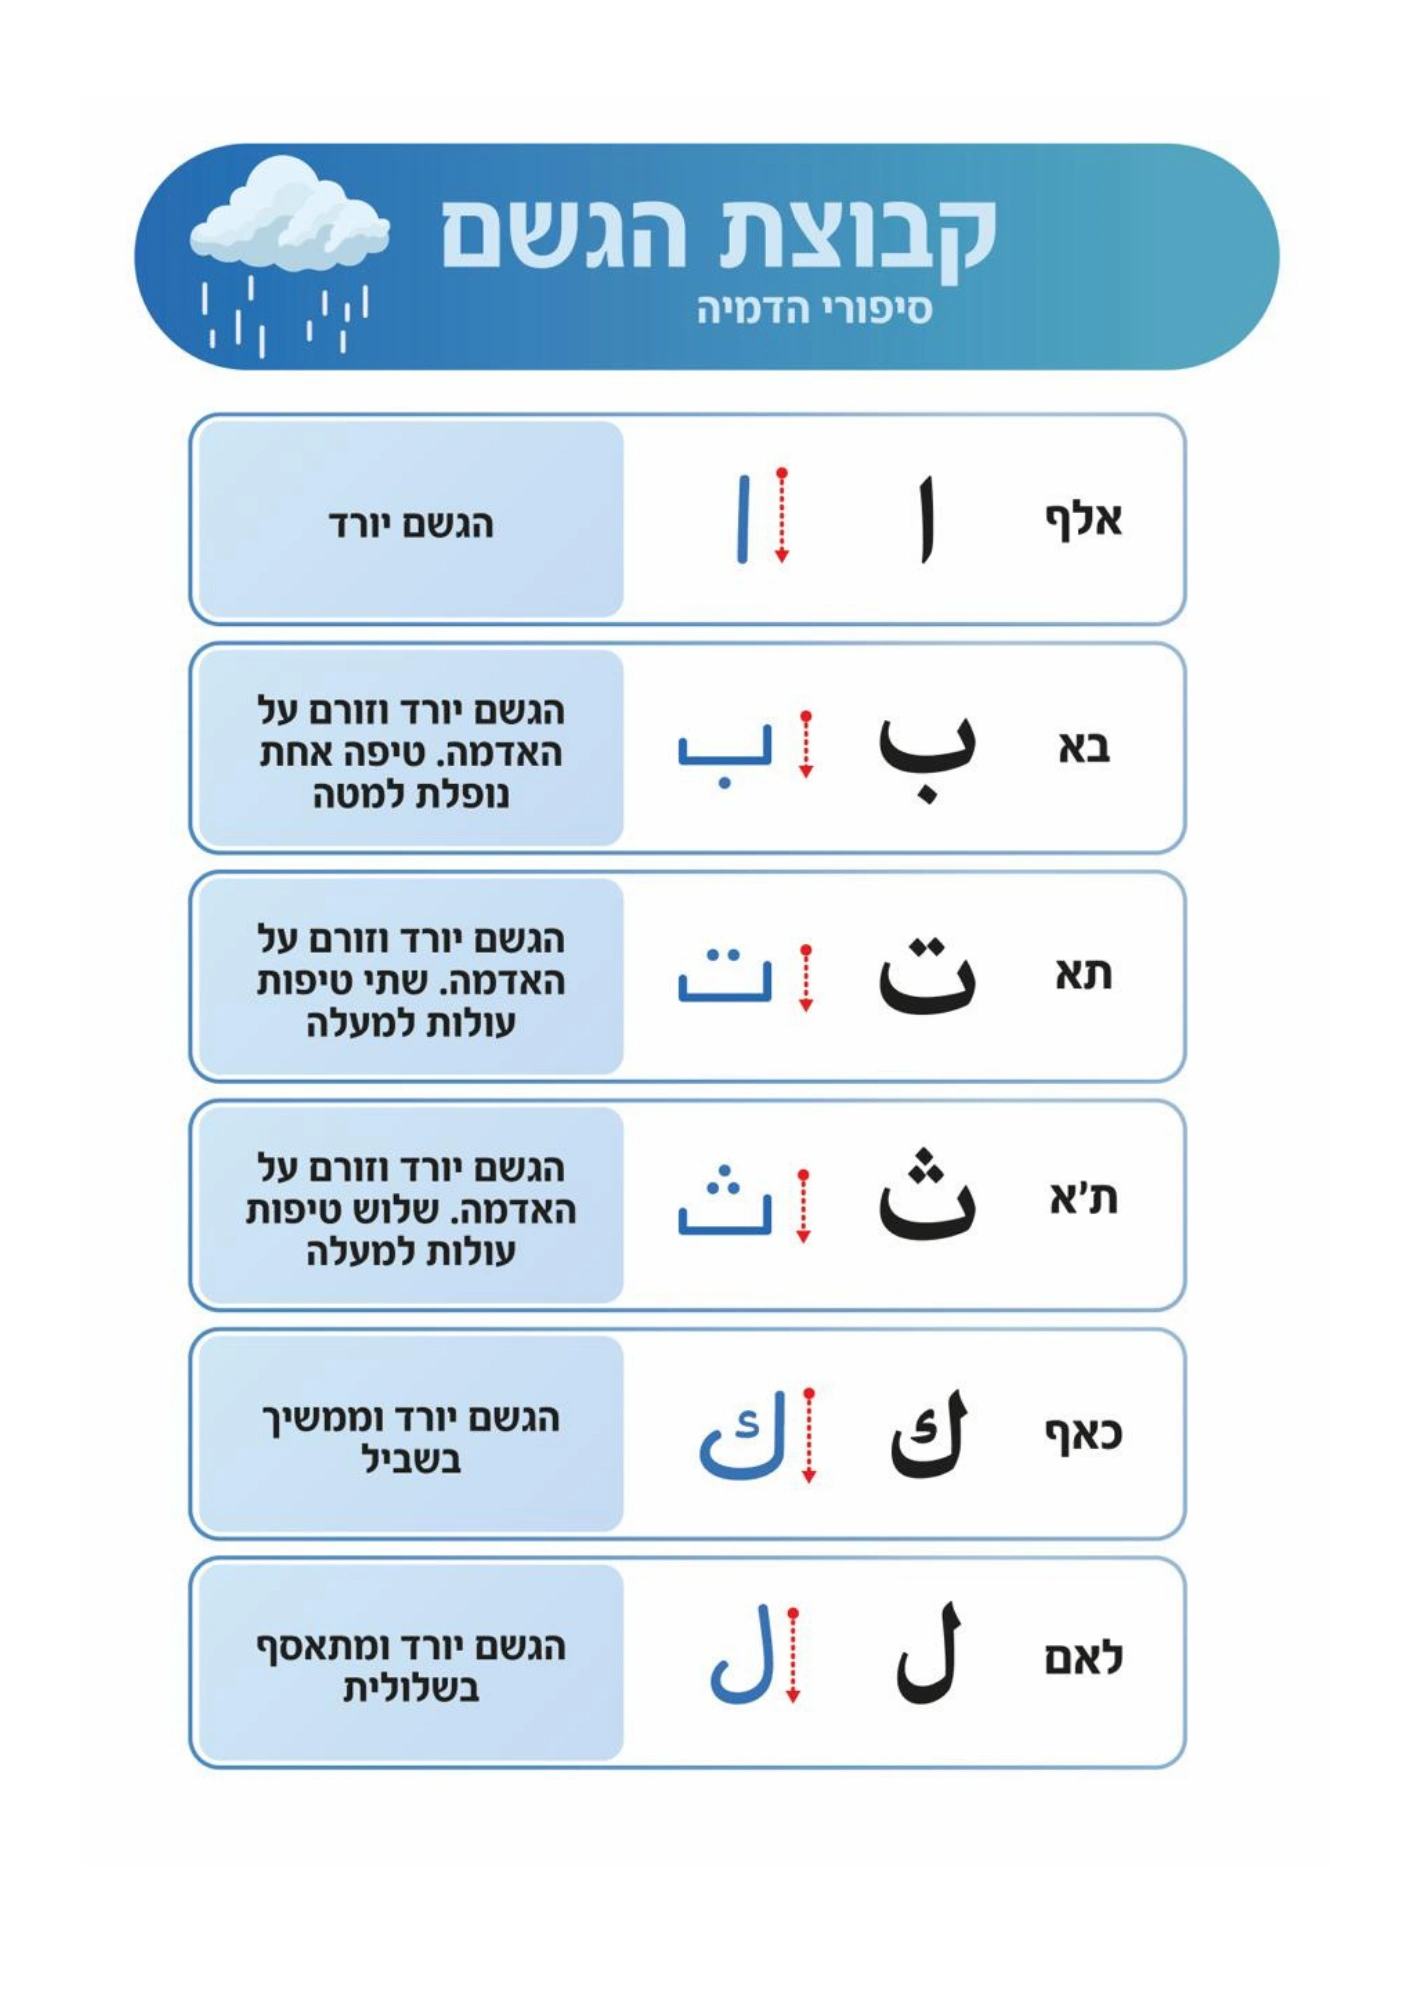 קבוצת הגשם
סיפורי הדמיה
אלף ا ا הגשם יורד
בא ب ب הגשם יורד וזורם על
האדמה. טיפה אחת
נופלת למטה
תא ت ت הגשם יורד וזורם על
האדמה. שתי טיפות
עולות למעלה
ת'א ث ث הגשם יורד וזורם על
האדמה. שלוש טיפות
עולות למעלה
כאף ك ك הגשם יורד וממשיך
בשביל
לאם ل ل הגשם יורד ומתאסף
בשלולית